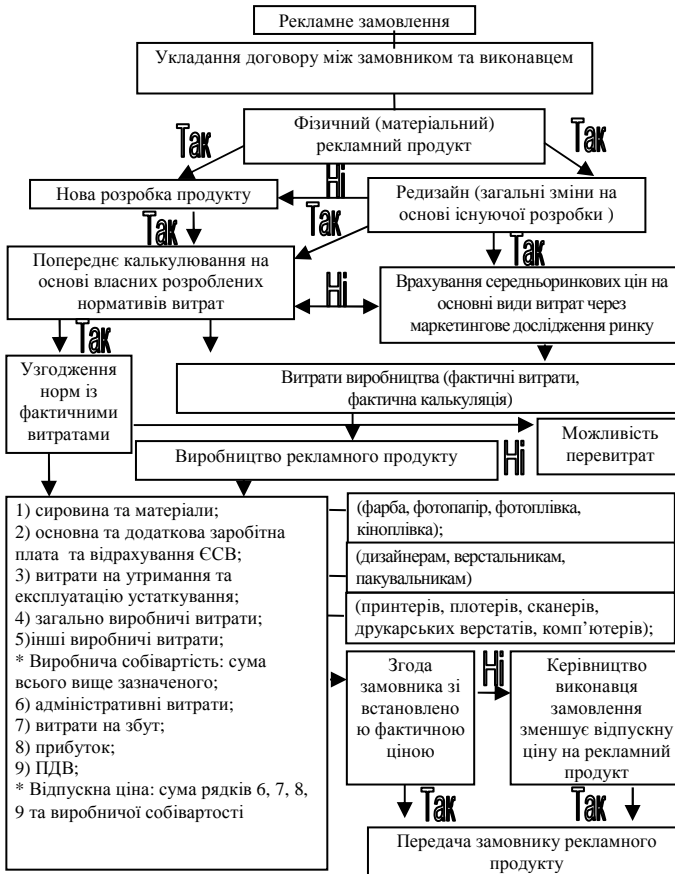 Рекламне замовлення
Укладання договору між замовником та виконавцем
Фізичний (матеріальний)
рекламний продукт
Так
Так
Ні
Нова розробка продукту
Редизайн (загальні зміни на
основі існуючої розробки )
Так
Так
Так
Попереднє калькулювання на
основі власних розроблених
нормативів витрат
Ні
Врахування середньоринкових цін на
основні види витрат через
маркетингове дослідження ринку
Так
Узгодження
норм із
фактичними
витратами
Витрати виробництва (фактичні витрати,
фактична калькуляція)
Виробництво рекламного продукту
Ні
Можливість
перевитрат
1) сировина та матеріали;
2) основна та додаткова заробітна
плата та відрахування ЄСВ;
3) витрати на утримання та
експлуатацію устаткування;
4) загально виробничі витрати;
5)інші виробничі витрати;
* Виробнича собівартість: сума
всього вище зазначеного;
6) адміністративні витрати;
7) витрати на збут;
8) прибуток;
9) ПДВ;
* Відпускна ціна: сума рядків 6, 7, 8,
9 та виробничої собівартості
(фарба, фотопапір, фотоплівка,
кіноплівка);
(дизайнерам, верстальникам,
пакувальникам)
(принтерів, плотерів, сканерів,
друкарських верстатів, комп’ютерів);
Згода
замовника зі
встановлено
ю фактичною
ціною
Ні
Керівництво
виконавця
замовлення
зменшує відпускну
ціну на рекламний
продукт
Так
Так
Передача замовнику рекламного
продукту